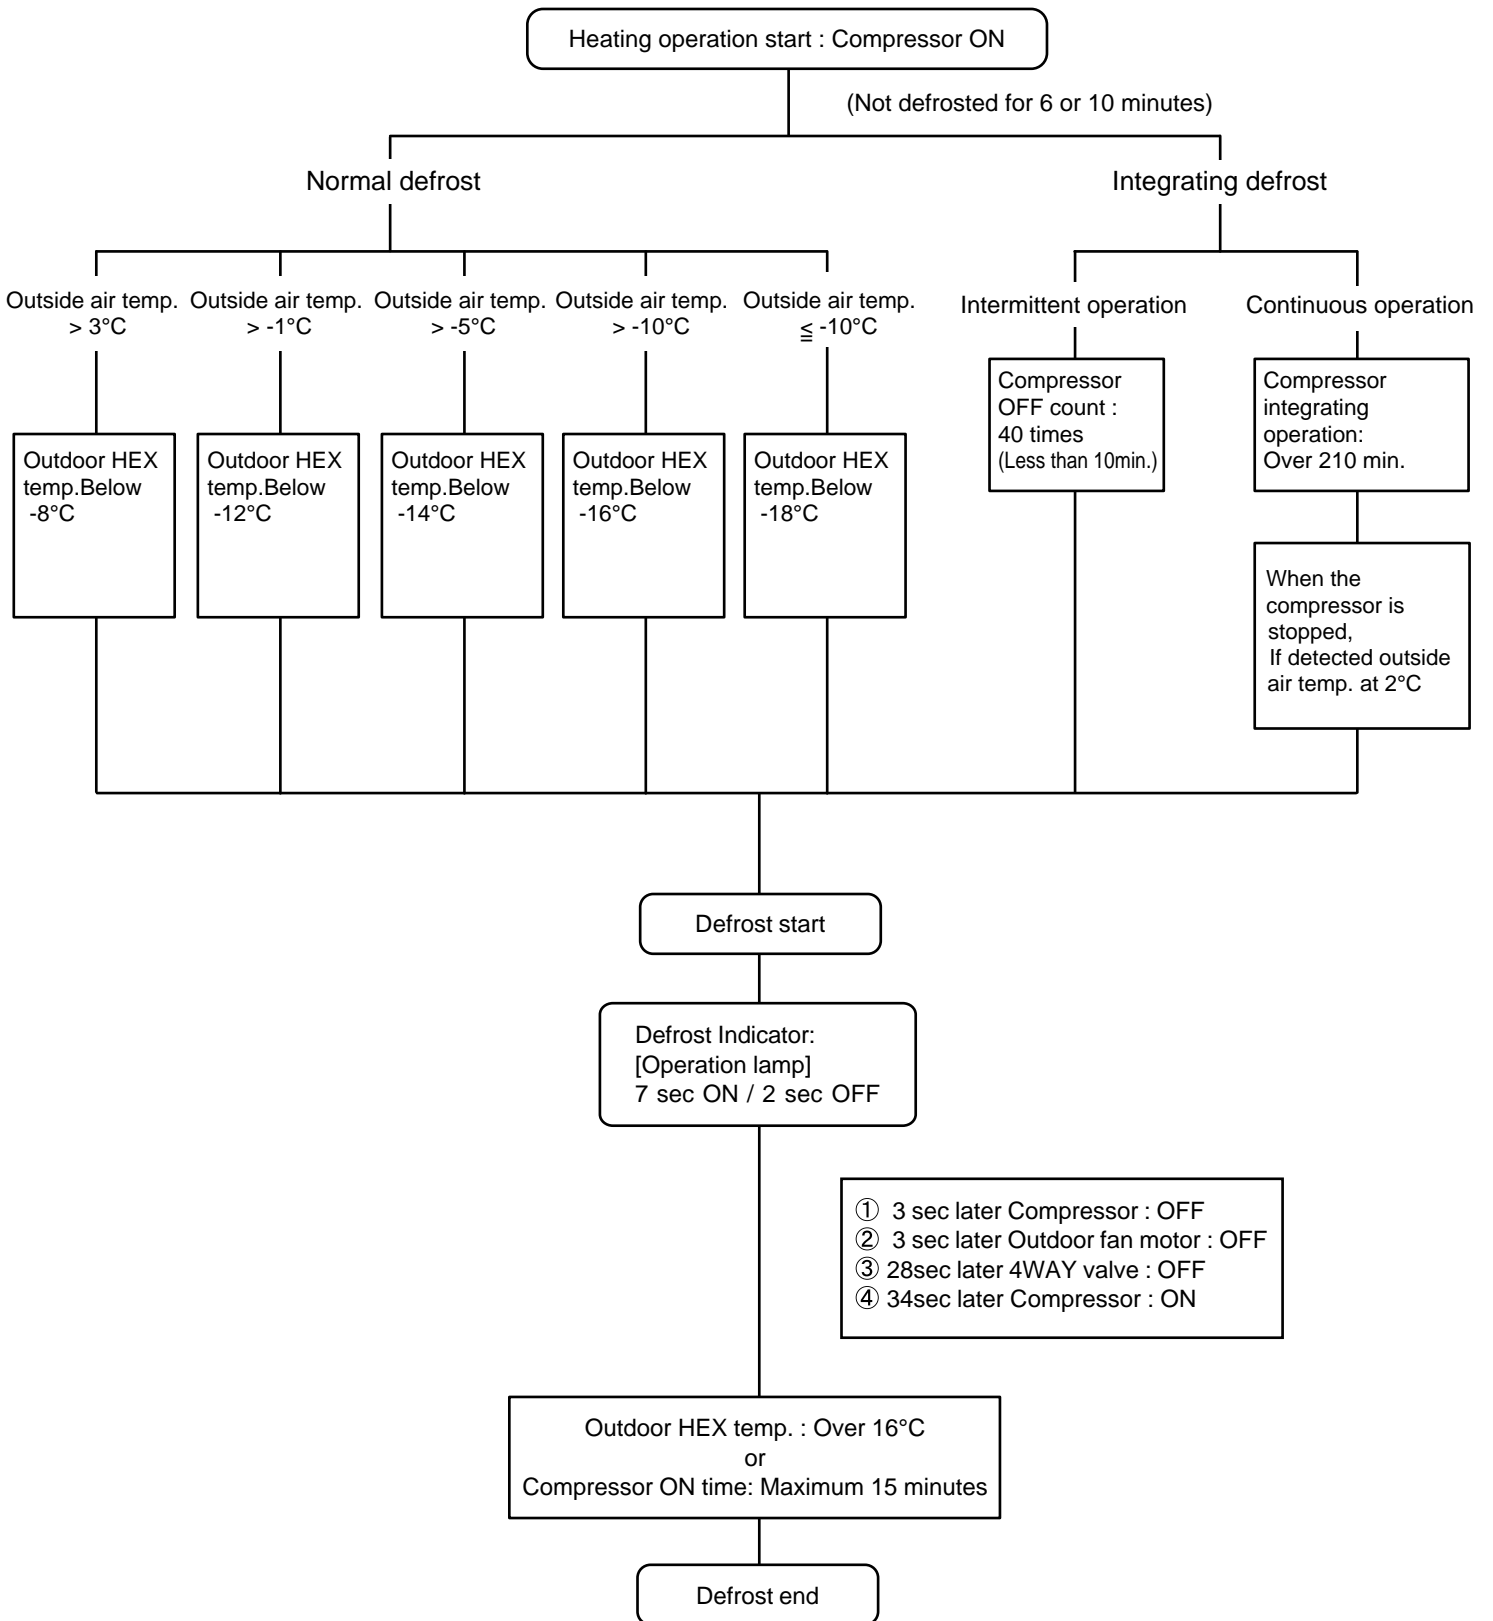 Heating operation start : Compressor ON
(Not defrosted for 6 or 10 minutes)
Normal defrost
Integrating defrost
Outside air temp.
> 3°C
Outside air temp.
> -1°C
Outside air temp.
> -5°C
Outside air temp.
> -10°C
Outside air temp.
≦ -10°C
Intermittent operation
Continuous operation
Outdoor HEX
temp.Below
-8°C
Outdoor HEX
temp.Below
-12°C
Outdoor HEX
temp.Below
-14°C
Outdoor HEX
temp.Below
-16°C
Outdoor HEX
temp.Below
-18°C
Compressor
OFF count :
40 times
(Less than 10min.)
Compressor
integrating
operation:
Over 210 min.
When the
compressor is
stopped,
If detected outside
air temp. at 2°C
Defrost start
Defrost Indicator:
[Operation lamp]
7 sec ON / 2 sec OFF
① 3 sec later Compressor : OFF
② 3 sec later Outdoor fan motor : OFF
③ 28sec later 4WAY valve : OFF
④ 34sec later Compressor : ON
Outdoor HEX temp. : Over 16°C
or
Compressor ON time: Maximum 15 minutes
Defrost end